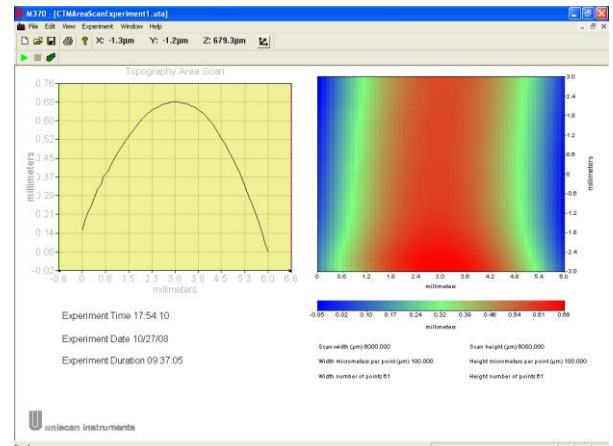 M370 - [CTMAreaScanExperiment1.uta]
File Edit View Experiment Window Help
X: -1.3µm Y: -1.2µm Z: 679.3µm
Topography Area Scan
0.76
0.68
0.60
0.52
0.45
0.37
0.29
0.21
0.14
0.06
-0.02
millimeters
-0.8 0 0.8 1.5 2.3 3.0 3.8 4.5 5.3 6.0 6.8
millimeters
3.0
2.4
1.8
1.2
0.6
0
-0.6
-1.2
-1.8
-2.4
-3.0
millimeters
0 0.6 1.2 1.8 2.4 3.0 3.6 4.2 4.8 5.4 6.0
millimeters
-0.05 0.02 0.10 0.17 0.24 0.32 0.39 0.46 0.54 0.61 0.68
millimeters
Experiment Time 17:54:10
Experiment Date 10/27/08
Experiment Duration 09:37:05
Scan width (µm) 6000.000 Scan height (µm) 6000.000
Width micrometers per point (µm) 100.000 Height micrometers per point (µm) 100.000
Width number of points 61 Height number of points 61
uniscan instruments